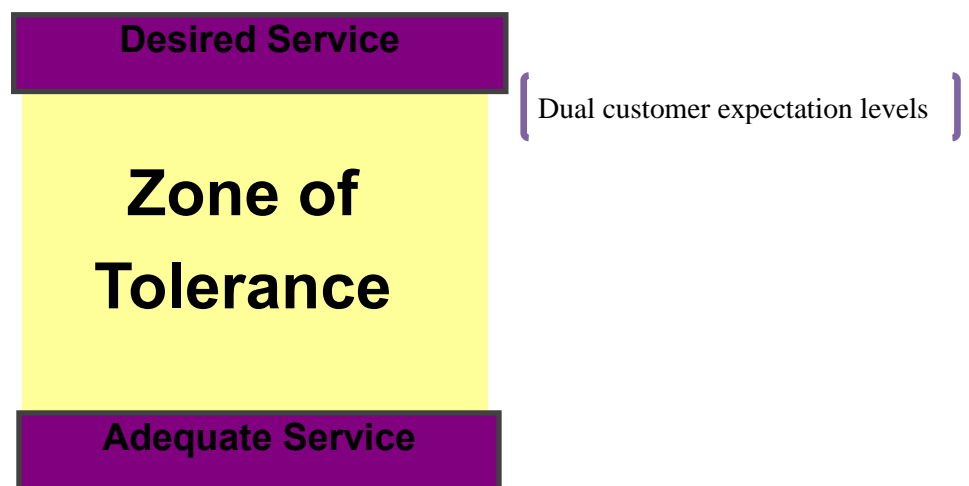 Desired Service
Dual customer expectation levels
Zone of
Tolerance
Adequate Service